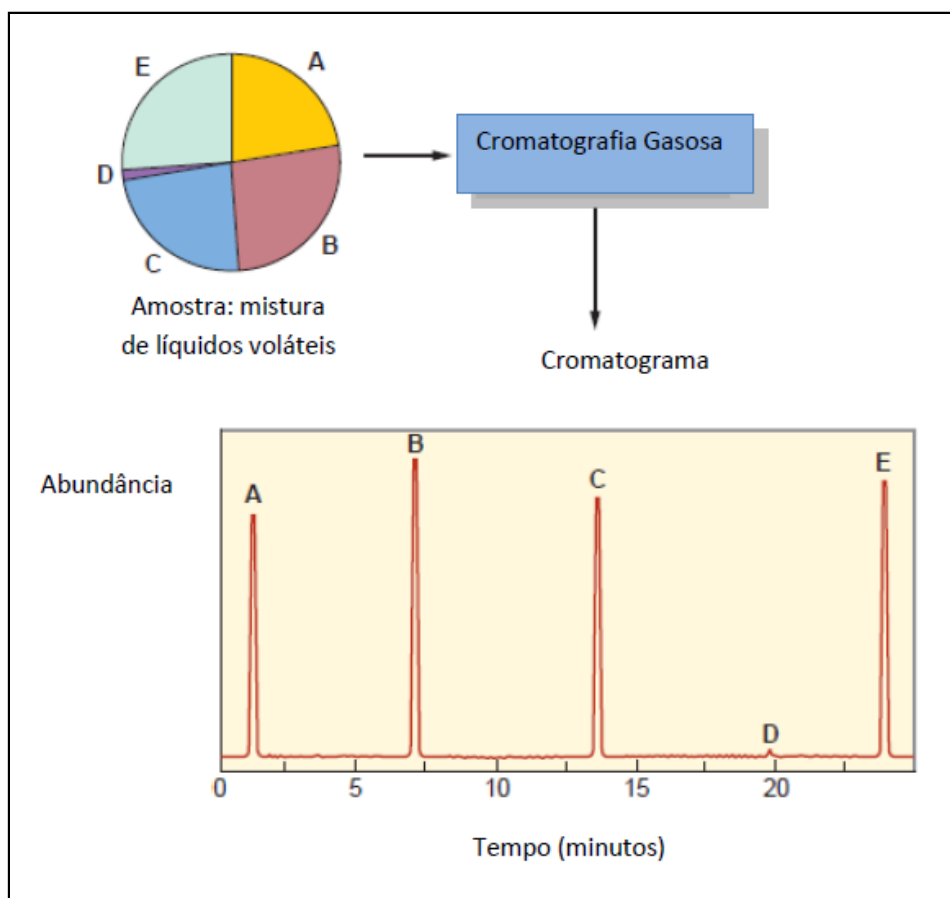 E
A
D
C
B
Cromatografia Gasosa
Amostra: mistura
de líquidos voláteis
Cromatograma
Abundância
A
B
C
D
E
0 5 10 15 20
Tempo (minutos)